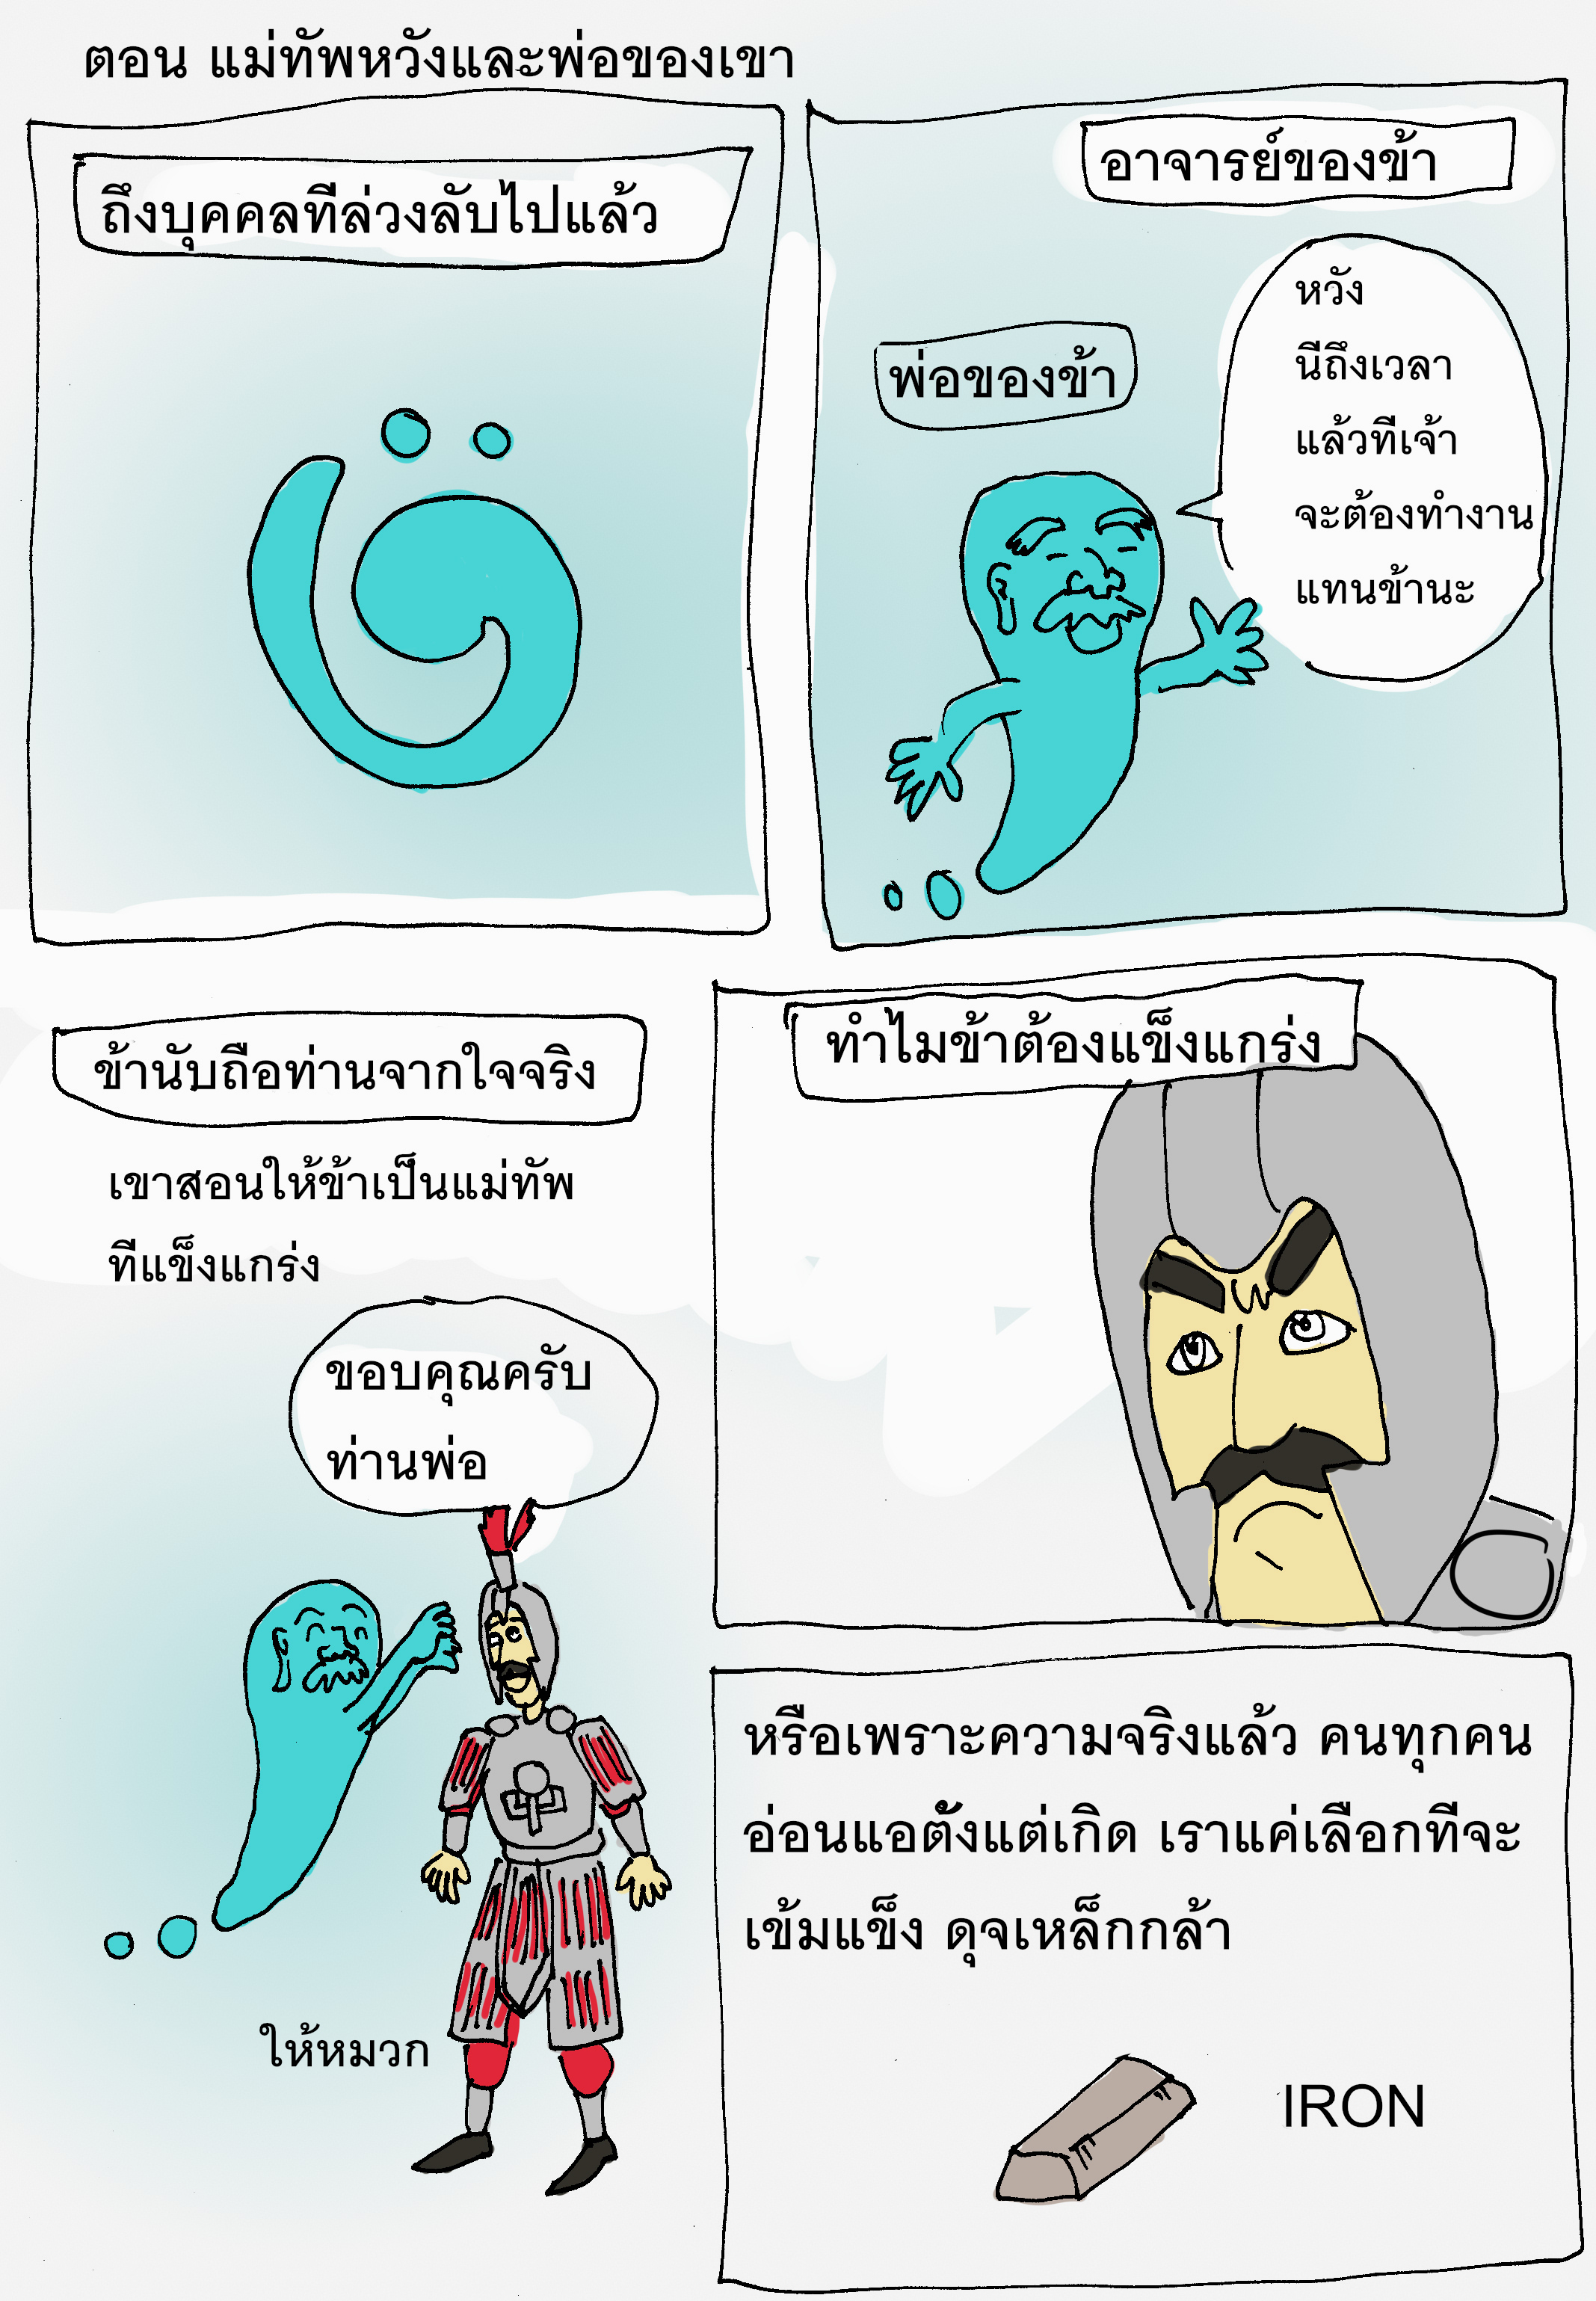 ตอน แม่ทัพหวังและพ่อของเขา
ถึงบุคคลที่ล่วงลับไปแล้ว
อาจารย์ของข้า
พ่อของข้า
หวัง
นี่ถึงเวลา
แล้วที่เจ้า
จะต้องทำงาน
แทนข้านะ
ข้านับถือท่านจากใจจริง
เขาสอนให้ข้าเป็นแม่ทัพ
ที่แข็งแกร่ง
ขอบคุณครับ
ท่านพ่อ
ให้หมวก
ทำไมข้าต้องแข็งแกร่ง
หรือเพราะความจริงแล้ว คนทุกคน
อ่อนแอตั้งแต่เกิด เราแค่เลือกที่จะ
เข้มแข็ง ดุจเหล็กกล้า
IRON